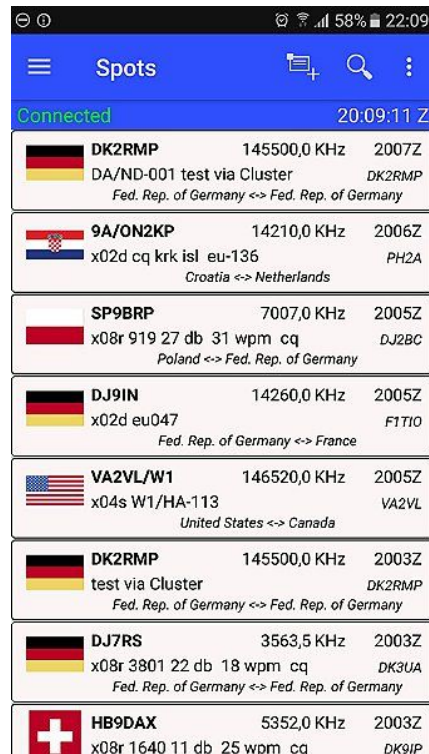 58% 22:09
Spots
Connected 20:09:11 Z
DK2RMP 145500,0 KHz 2007Z
DA/ND-001 test via Cluster DK2RMP
Fed. Rep. of Germany <-> Fed. Rep. of Germany
9A/ON2KP 14210,0 KHz 2006Z
x02d cq krk isl eu-136 PH2A
Croatia <-> Netherlands
SP9BRP 7007,0 KHz 2005Z
x08r 919 27 db 31 wpm cq DJ2BC
Poland <-> Fed. Rep. of Germany
DJ9IN 14260,0 KHz 2005Z
x02d eu047 F1TIO
Fed. Rep. of Germany <-> France
VA2VL/W1 146520,0 KHz 2005Z
x04s W1/HA-113 VA2VL
United States <-> Canada
DK2RMP 145500,0 KHz 2003Z
test via Cluster DK2RMP
Fed. Rep. of Germany <-> Fed. Rep. of Germany
DJ7RS 3563,5 KHz 2003Z
x08r 3801 22 db 18 wpm cq DK3UA
Fed. Rep. of Germany <-> Fed. Rep. of Germany
HB9DAX 5352,0 KHz 2003Z
x08r 1640 11 db 25 wpm cq DK9IP